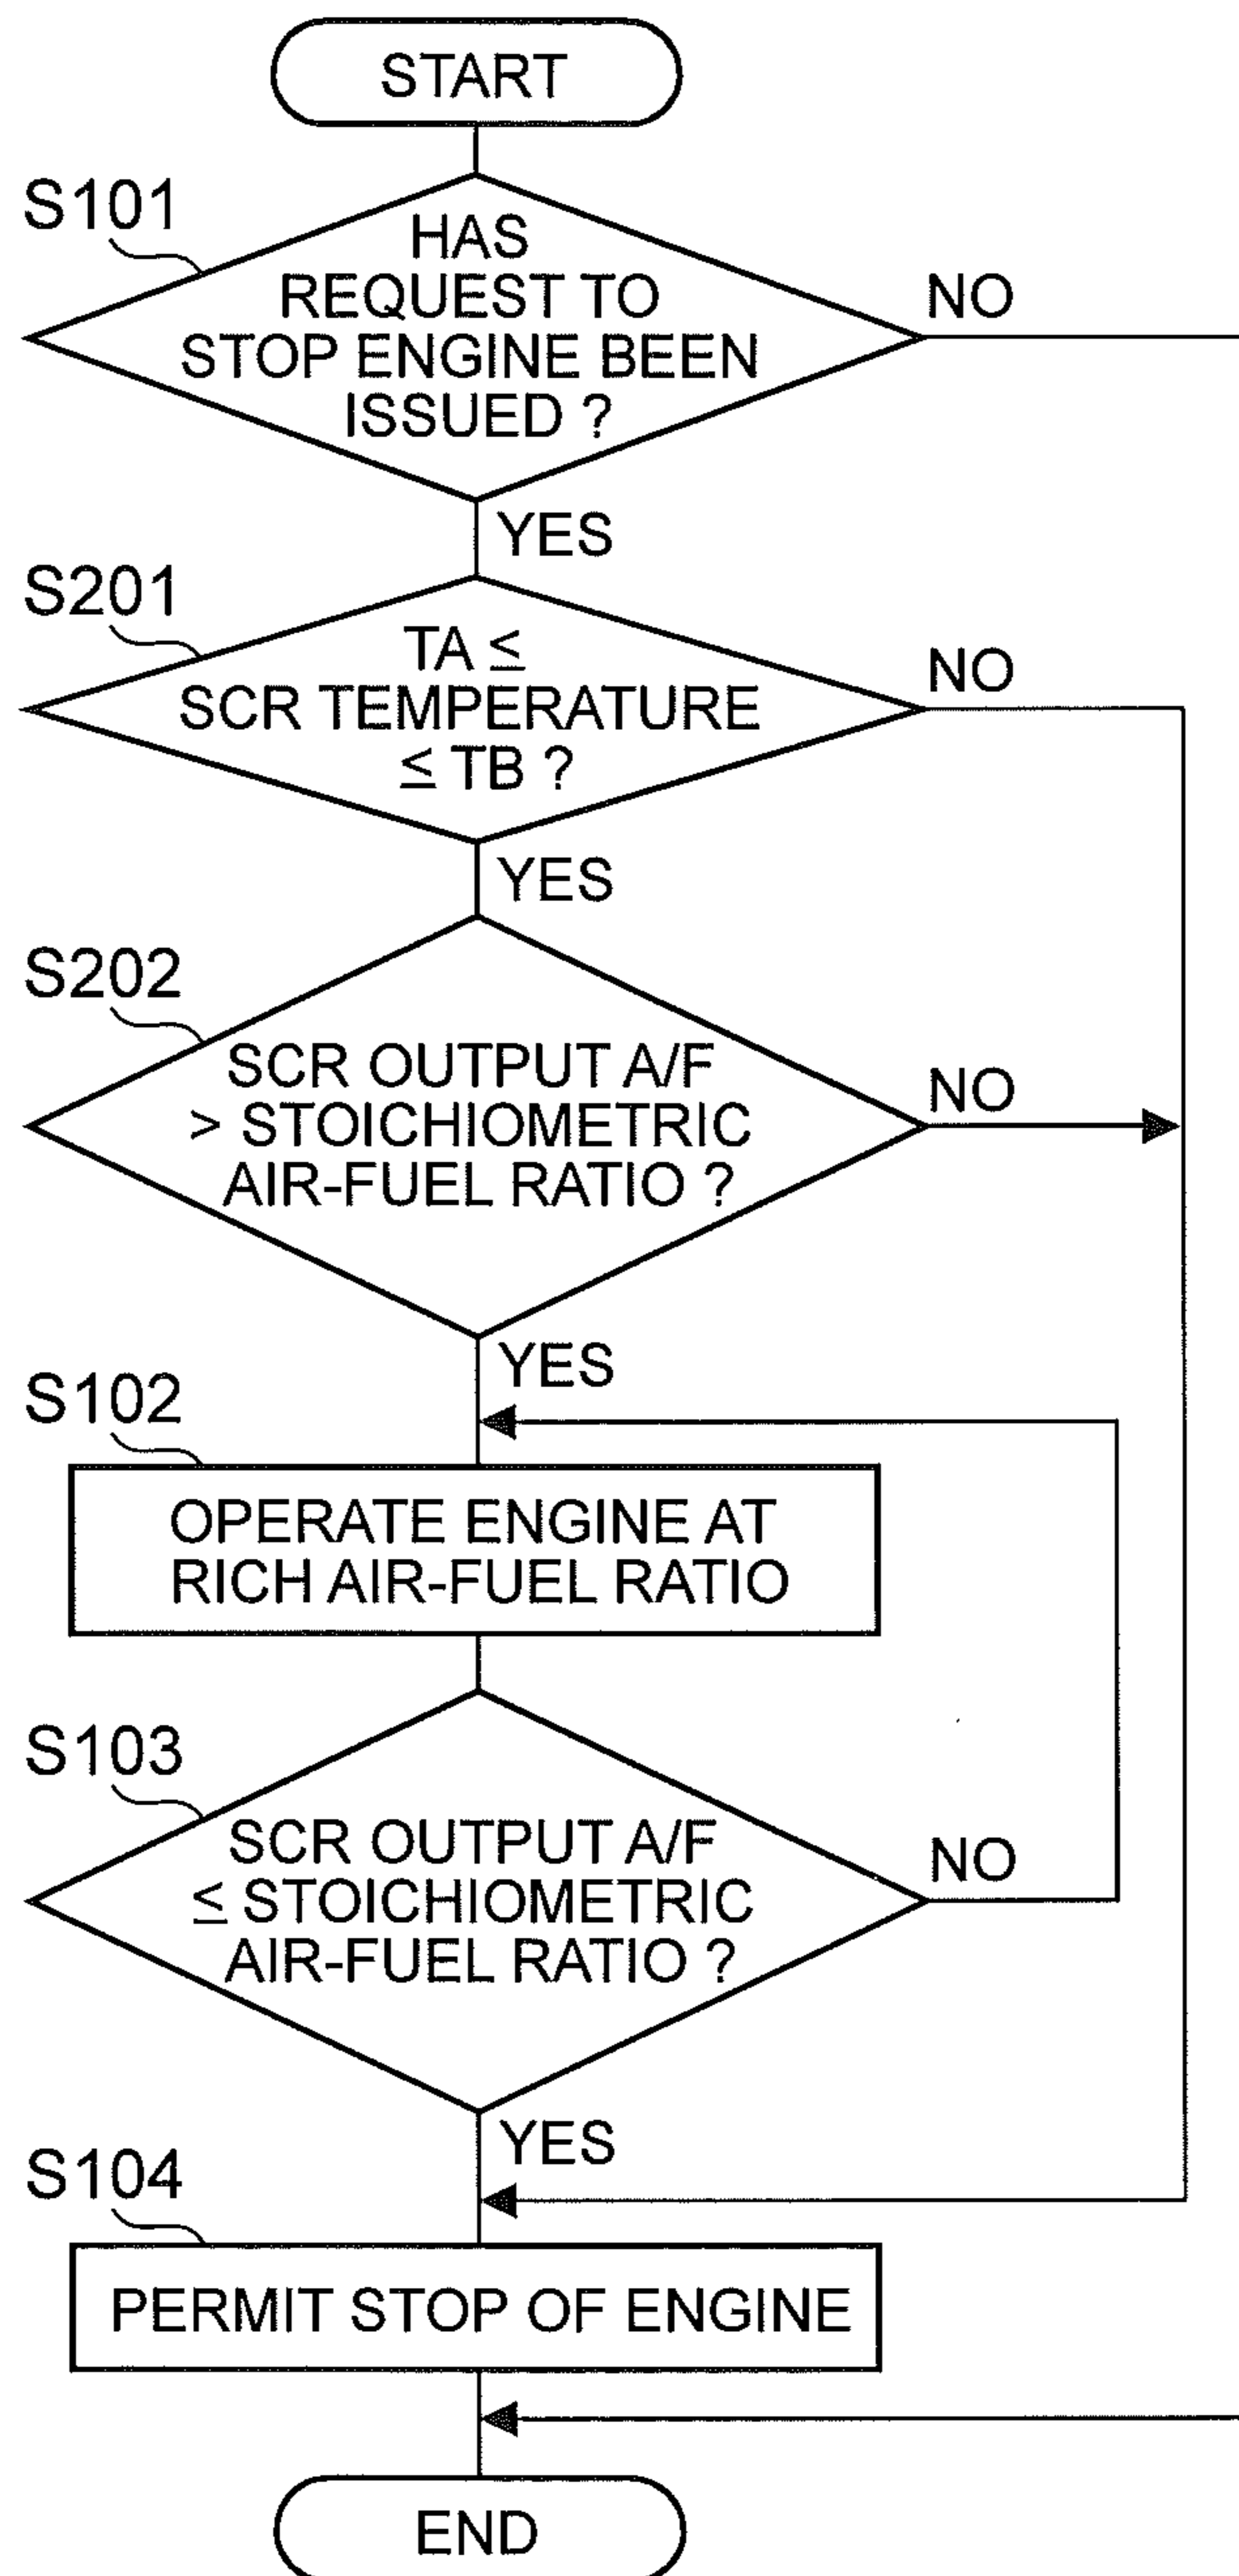 START
S101
HAS
REQUEST TO
STOP ENGINE BEEN
ISSUED ?
NO
YES
S201
TA ≤
SCR TEMPERATURE
≤ TB ?
NO
YES
S202
SCR OUTPUT A/F
> STOICHIOMETRIC
AIR-FUEL RATIO ?
NO
YES
S102
OPERATE ENGINE AT
RICH AIR-FUEL RATIO
S103
SCR OUTPUT A/F
≤ STOICHIOMETRIC
AIR-FUEL RATIO ?
NO
YES
S104
PERMIT STOP OF ENGINE
END